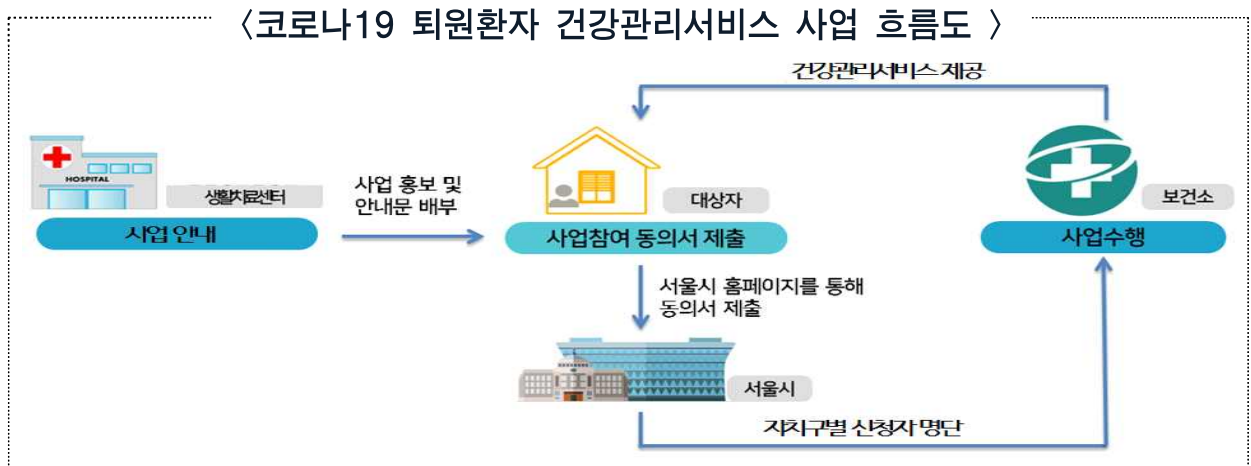 〈코로나19 퇴원환자 건강관리서비스 사업 흐름도 〉
건강관리서비스 제공
HOSPITAL
생활치료센터
사업 안내
사업 홍보 및
안내문 배부
대상자
사업참여 동의서 제출
보건소
사업수행
서울시 홈페이지를 통해
동의서 제출
서울시
자치구별 신청자 명단